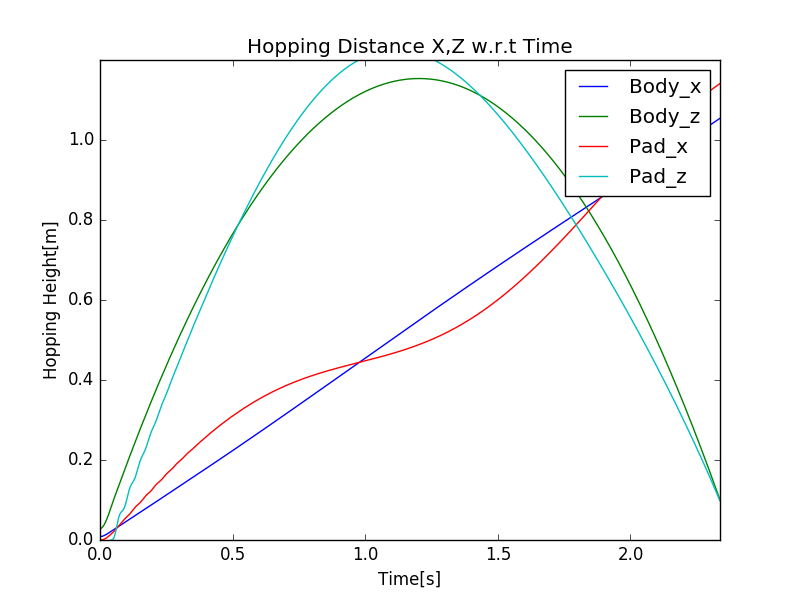 Hopping Distance X,Z w.r.t Time
Body_x
Body_z
Pad_x
Pad_z
Hopping Height[m]
1.0
0.8
0.6
0.4
0.2
0.0
0.0 0.5 1.0 1.5 2.0
Time[s]